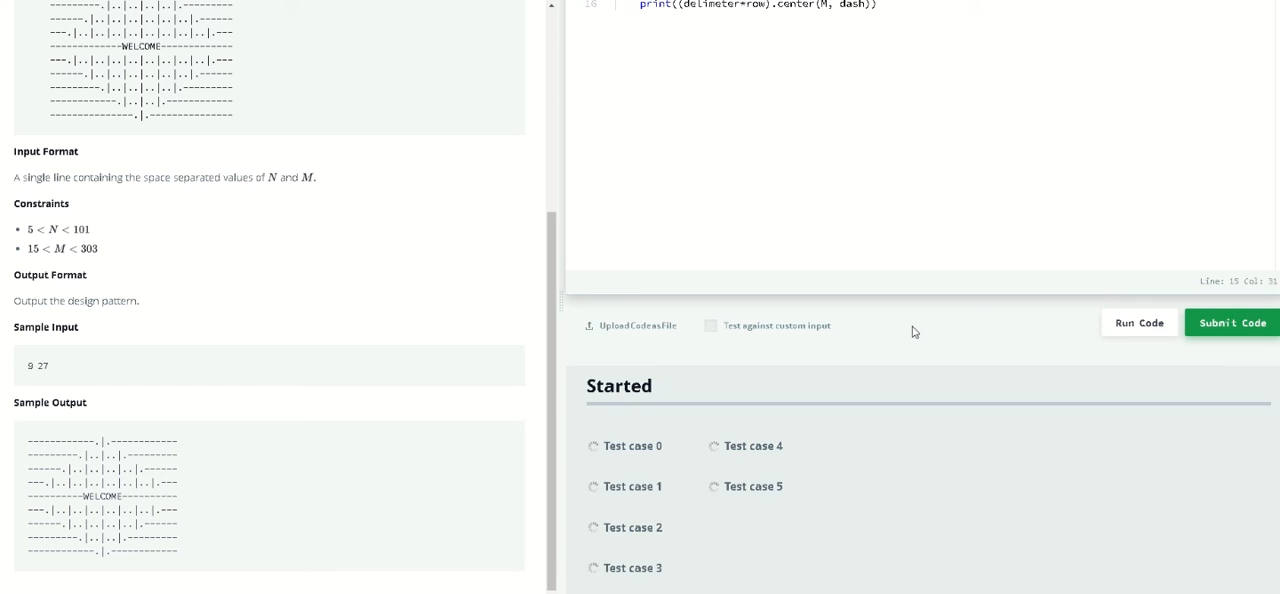 ---------.|..|..|..|.---------
------.|..|..|..|..|..|.------
---.|..|..|..|..|..|..|..|.---
-------------WELCOME-------------
---.|..|..|..|..|..|..|..|.---
------.|..|..|..|..|..|.------
---------.|..|..|..|.---------
------------.|..|..|.------------
---------------.|.---------------
Input Format
A single line containing the space separated values of N and M.
Constraints
• 5 < N < 101
• 15 < M < 303
Output Format
Output the design pattern.
Sample Input
9 27
Sample Output
------------.|.------------
---------.|..|..|.---------
------.|..|..|..|..|.------
---.|..|..|..|..|..|..|.---
----------WELCOME----------
---.|..|..|..|..|..|..|.---
------.|..|..|..|..|.------
---------.|..|..|.---------
------------.|.------------
16 print((delimeter*row).center(M, dash))
Line: 15 Col: 31
Upload Code as File Test against custom input Run Code Submit Code
Started
Test case 0 Test case 4
Test case 1 Test case 5
Test case 2
Test case 3